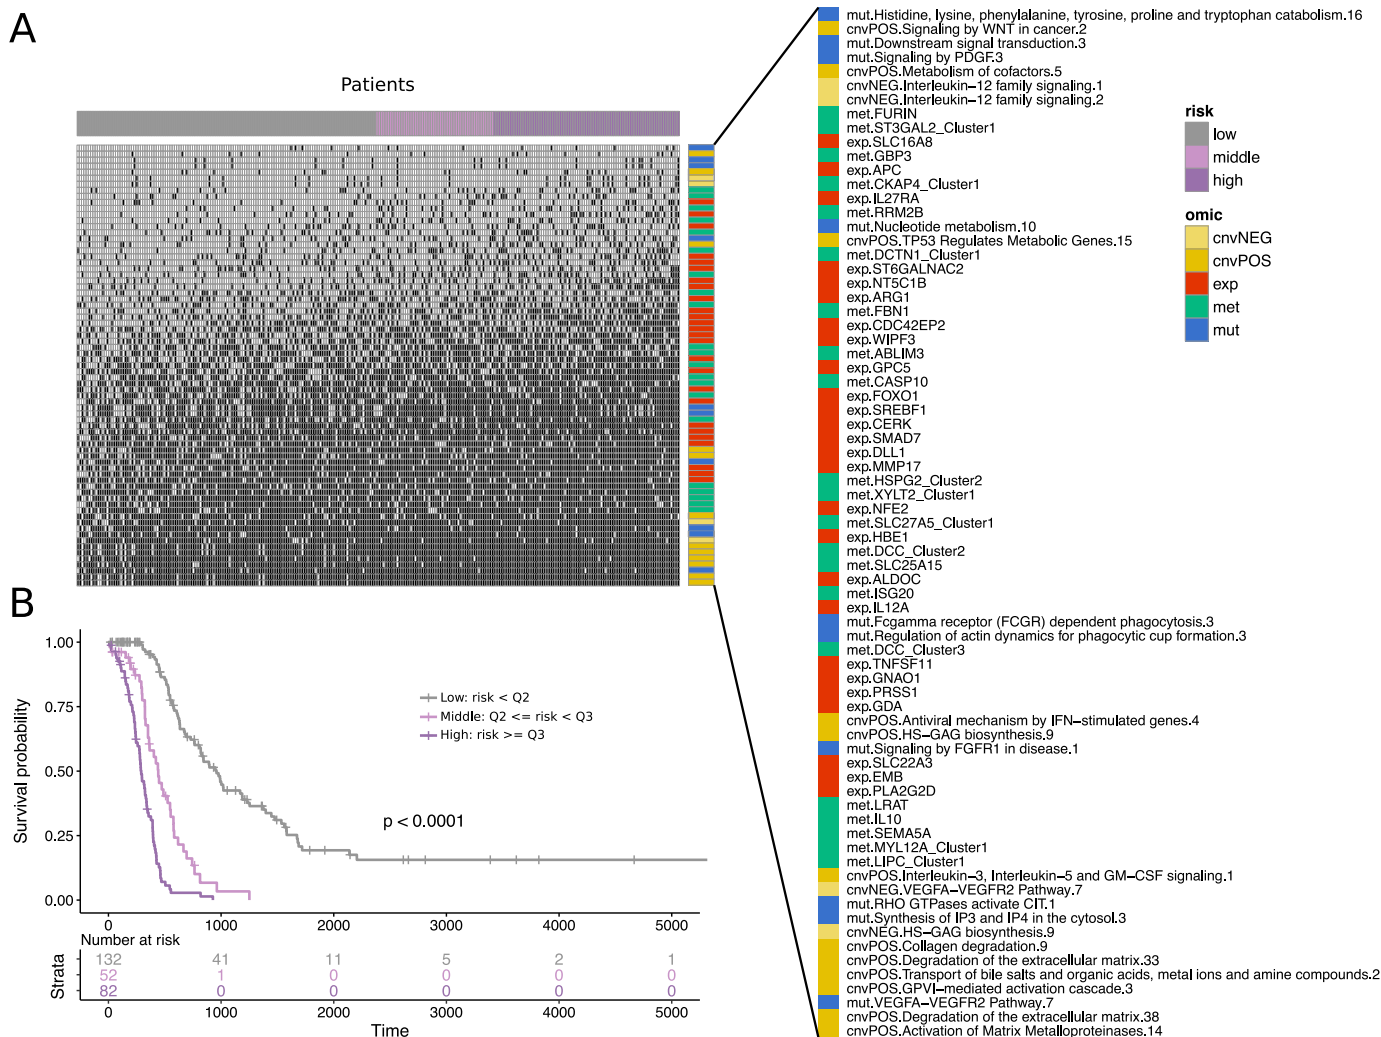 A
Patients
mut.Histidine, lysine, phenylalanine, tyrosine, proline and tryptophan catabolism.16
cnvPOS.Signaling by WNT in cancer.2
mut.Downstream signal transduction.3
mut.Signaling by PDGF.3
cnvPOS.Metabolism of cofactors.5
cnvNEG.Interleukin−12 family signaling.1
cnvNEG.Interleukin−12 family signaling.2
met.FURIN
met.ST3GAL2_Cluster1
exp.SLC16A8
met.GBP3
exp.APC
met.CKAP4_Cluster1
exp.IL27RA
met.RRM2B
mut.Nucleotide metabolism.10
cnvPOS.TP53 Regulates Metabolic Genes.15
met.DCTN1_Cluster1
exp.ST6GALNAC2
exp.NT5C1B
exp.ARG1
met.FBN1
exp.CDC42EP2
exp.WIPF3
met.ABLIM3
exp.GPC5
met.CASP10
exp.FOXO1
exp.SREBF1
exp.CERK
exp.SMAD7
exp.DLL1
exp.MMP17
met.HSPG2_Cluster2
met.XYLT2_Cluster1
exp.NFE2
met.SLC27A5_Cluster1
exp.HBE1
met.DCC_Cluster2
met.SLC25A15
exp.ALDOC
met.ISG20
exp.IL12A
mut.Fcgamma receptor (FCGR) dependent phagocytosis.3
mut.Regulation of actin dynamics for phagocytic cup formation.3
met.DCC_Cluster3
exp.TNFSF11
exp.GNAO1
exp.PRSS1
exp.GDA
cnvPOS.Antiviral mechanism by IFN−stimulated genes.4
cnvPOS.HS−GAG biosynthesis.9
mut.Signaling by FGFR1 in disease.1
exp.SLC22A3
exp.EMB
exp.PLA2G2D
met.LRAT
met.IL10
met.SEMA5A
met.MYL12A_Cluster1
met.LIPC_Cluster1
cnvPOS.Interleukin−3, Interleukin−5 and GM−CSF signaling.1
cnvNEG.VEGFA−VEGFR2 Pathway.7
mut.RHO GTPases activate CIT.1
mut.Synthesis of IP3 and IP4 in the cytosol.3
cnvNEG.HS−GAG biosynthesis.9
cnvPOS.Collagen degradation.9
cnvPOS.Degradation of the extracellular matrix.33
cnvPOS.Transport of bile salts and organic acids, metal ions and amine compounds.2
cnvPOS.GPVI−mediated activation cascade.3
mut.VEGFA−VEGFR2 Pathway.7
cnvPOS.Degradation of the extracellular matrix.38
cnvPOS.Activation of Matrix Metalloproteinases.14
risk
low
middle
high
omic
cnvNEG
cnvPOS
exp
met
mut
B
Survival probability
1.00
0.75
0.50
0.25
0.00
Low: risk < Q2
Middle: Q2 <= risk < Q3
High: risk >= Q3
p < 0.0001
0 1000 2000 3000 4000 5000
Number at risk
Strata
132 41 11 5 2 1
52 1 0 0 0 0
82 0 0 0 0 0
0 1000 2000 3000 4000 5000
Time